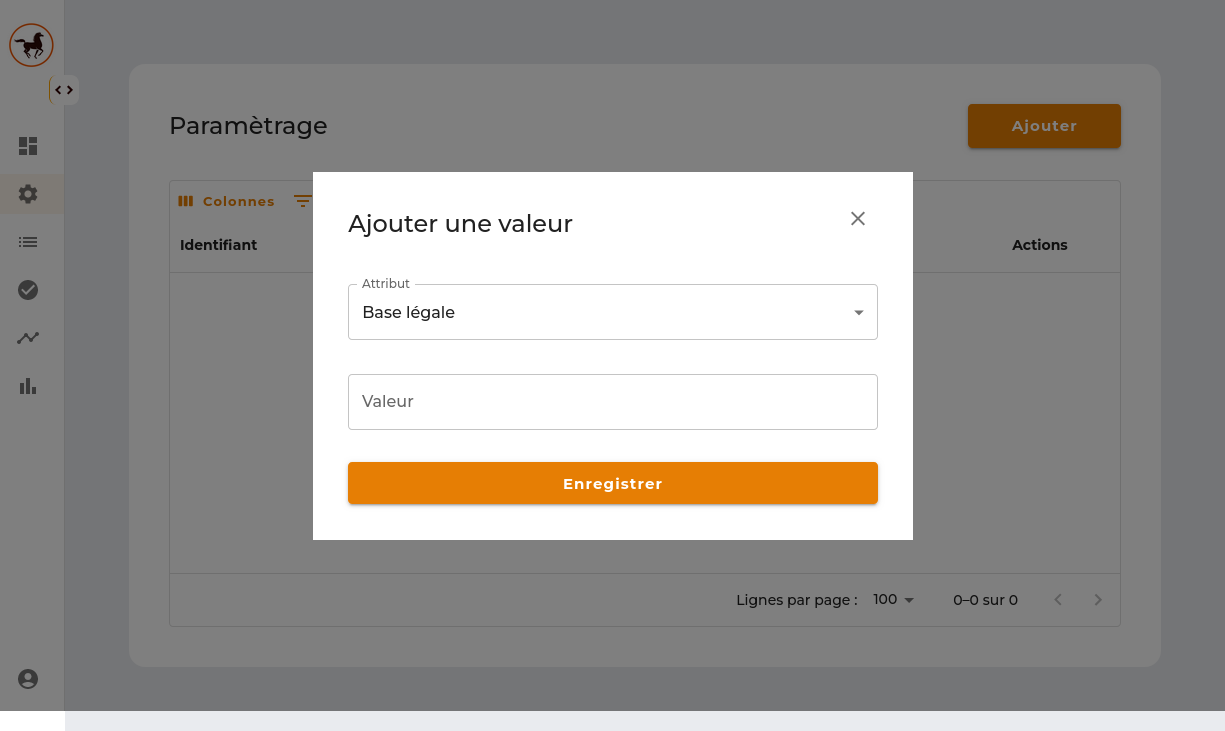 Paramètrage
Ajouter
Colonnes
Identifiant
Actions
Ajouter une valeur
Attribut
Base légale
Valeur
Enregistrer
Lignes par page : 100 0–0 sur 0